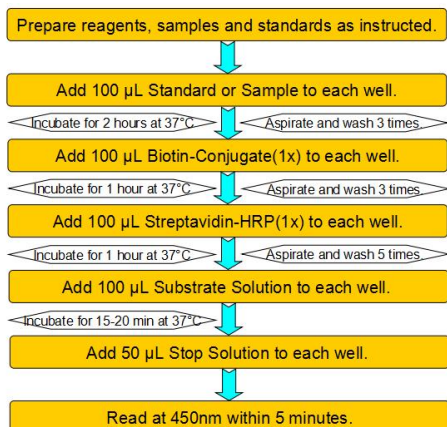 Prepare reagents, samples and standards as instructed.
Add 100 µL Standard or Sample to each well.
Incubate for 2 hours at 37°C
Aspirate and wash 3 times
Add 100 µL Biotin-Conjugate(1x) to each well.
Incubate for 1 hour at 37°C
Aspirate and wash 3 times
Add 100 µL Streptavidin-HRP(1x) to each well.
Incubate for 1 hour at 37°C
Aspirate and wash 5 times
Add 100 µL Substrate Solution to each well.
Incubate for 15-20 min at 37°C
Add 50 µL Stop Solution to each well.
Read at 450nm within 5 minutes.